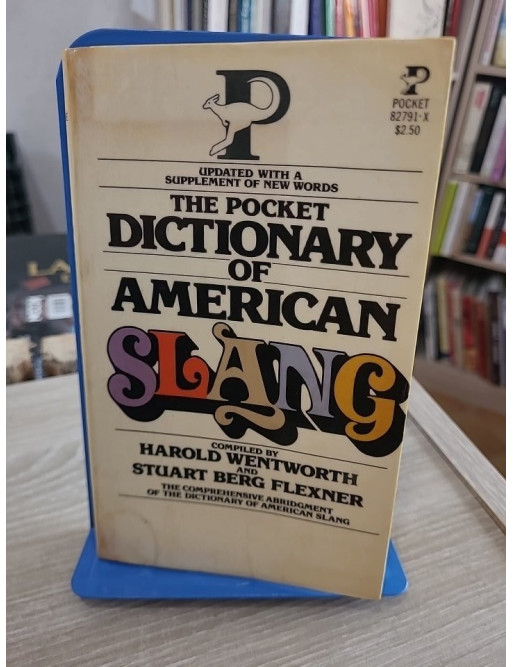 P
P
POCKET
82791-X
$2.50
UPDATED WITH A
SUPPLEMENT OF NEW WORDS
THE POCKET
DICTIONARY
OF
AMERICAN
SLANG
COMPILED BY
HAROLD WENTWORTH
AND
STUART BERG FLEXNER
THE COMPREHENSIVE ABRIDGMENT
OF THE DICTIONARY OF AMERICAN SLANG